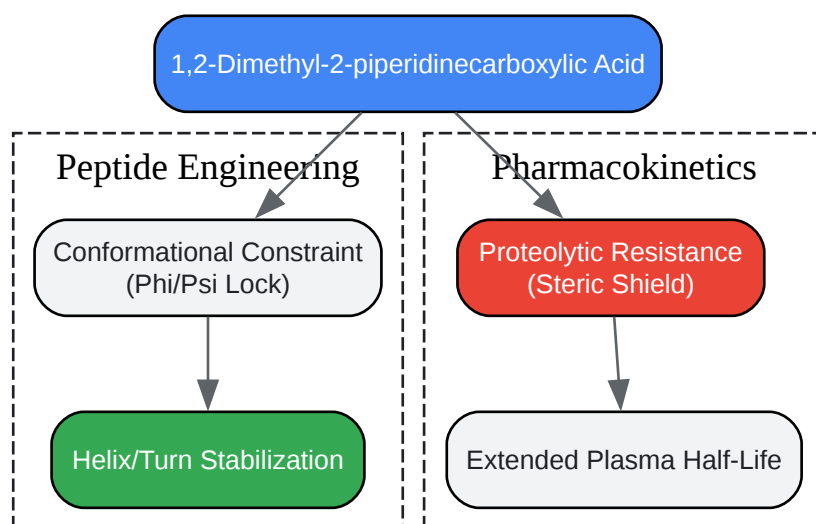 1,2-Dimethyl-2-piperidinecarboxylic Acid
Peptide Engineering
Conformational Constraint
(Phi/Psi Lock)
Helix/Turn Stabilization
Pharmacokinetics
Proteolytic Resistance
(Steric Shield)
Extended Plasma Half-Life